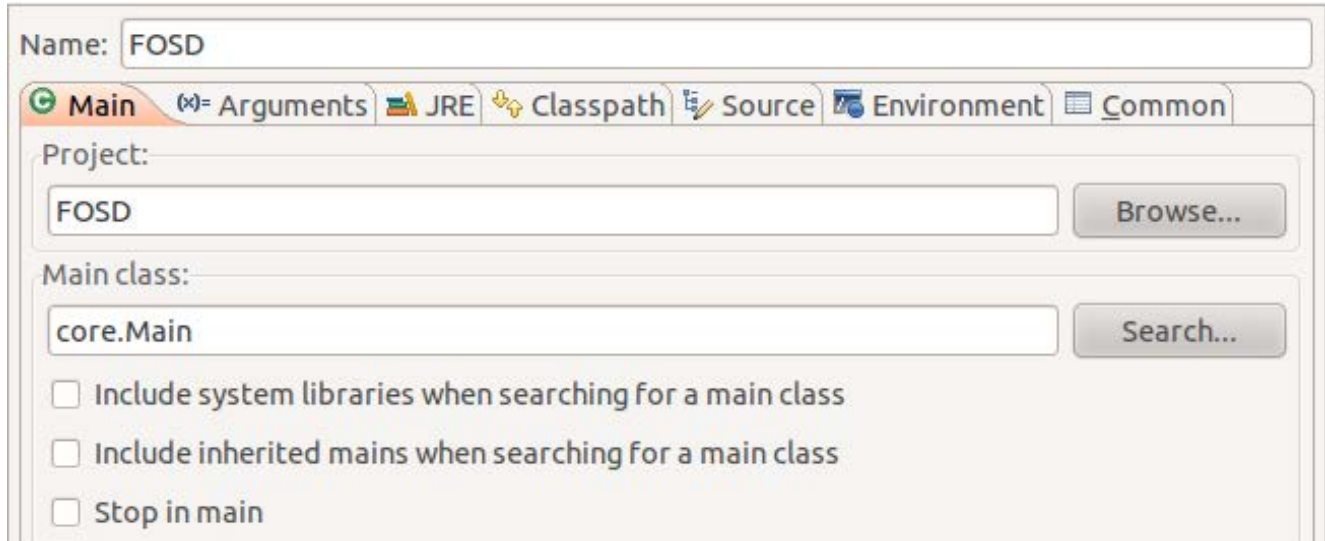 Name: FOSD
Main (x)= Arguments JRE Classpath Source Environment Common
Project:
FOSD Browse...
Main class:
core.Main Search...
Include system libraries when searching for a main class
Include inherited mains when searching for a main class
Stop in main